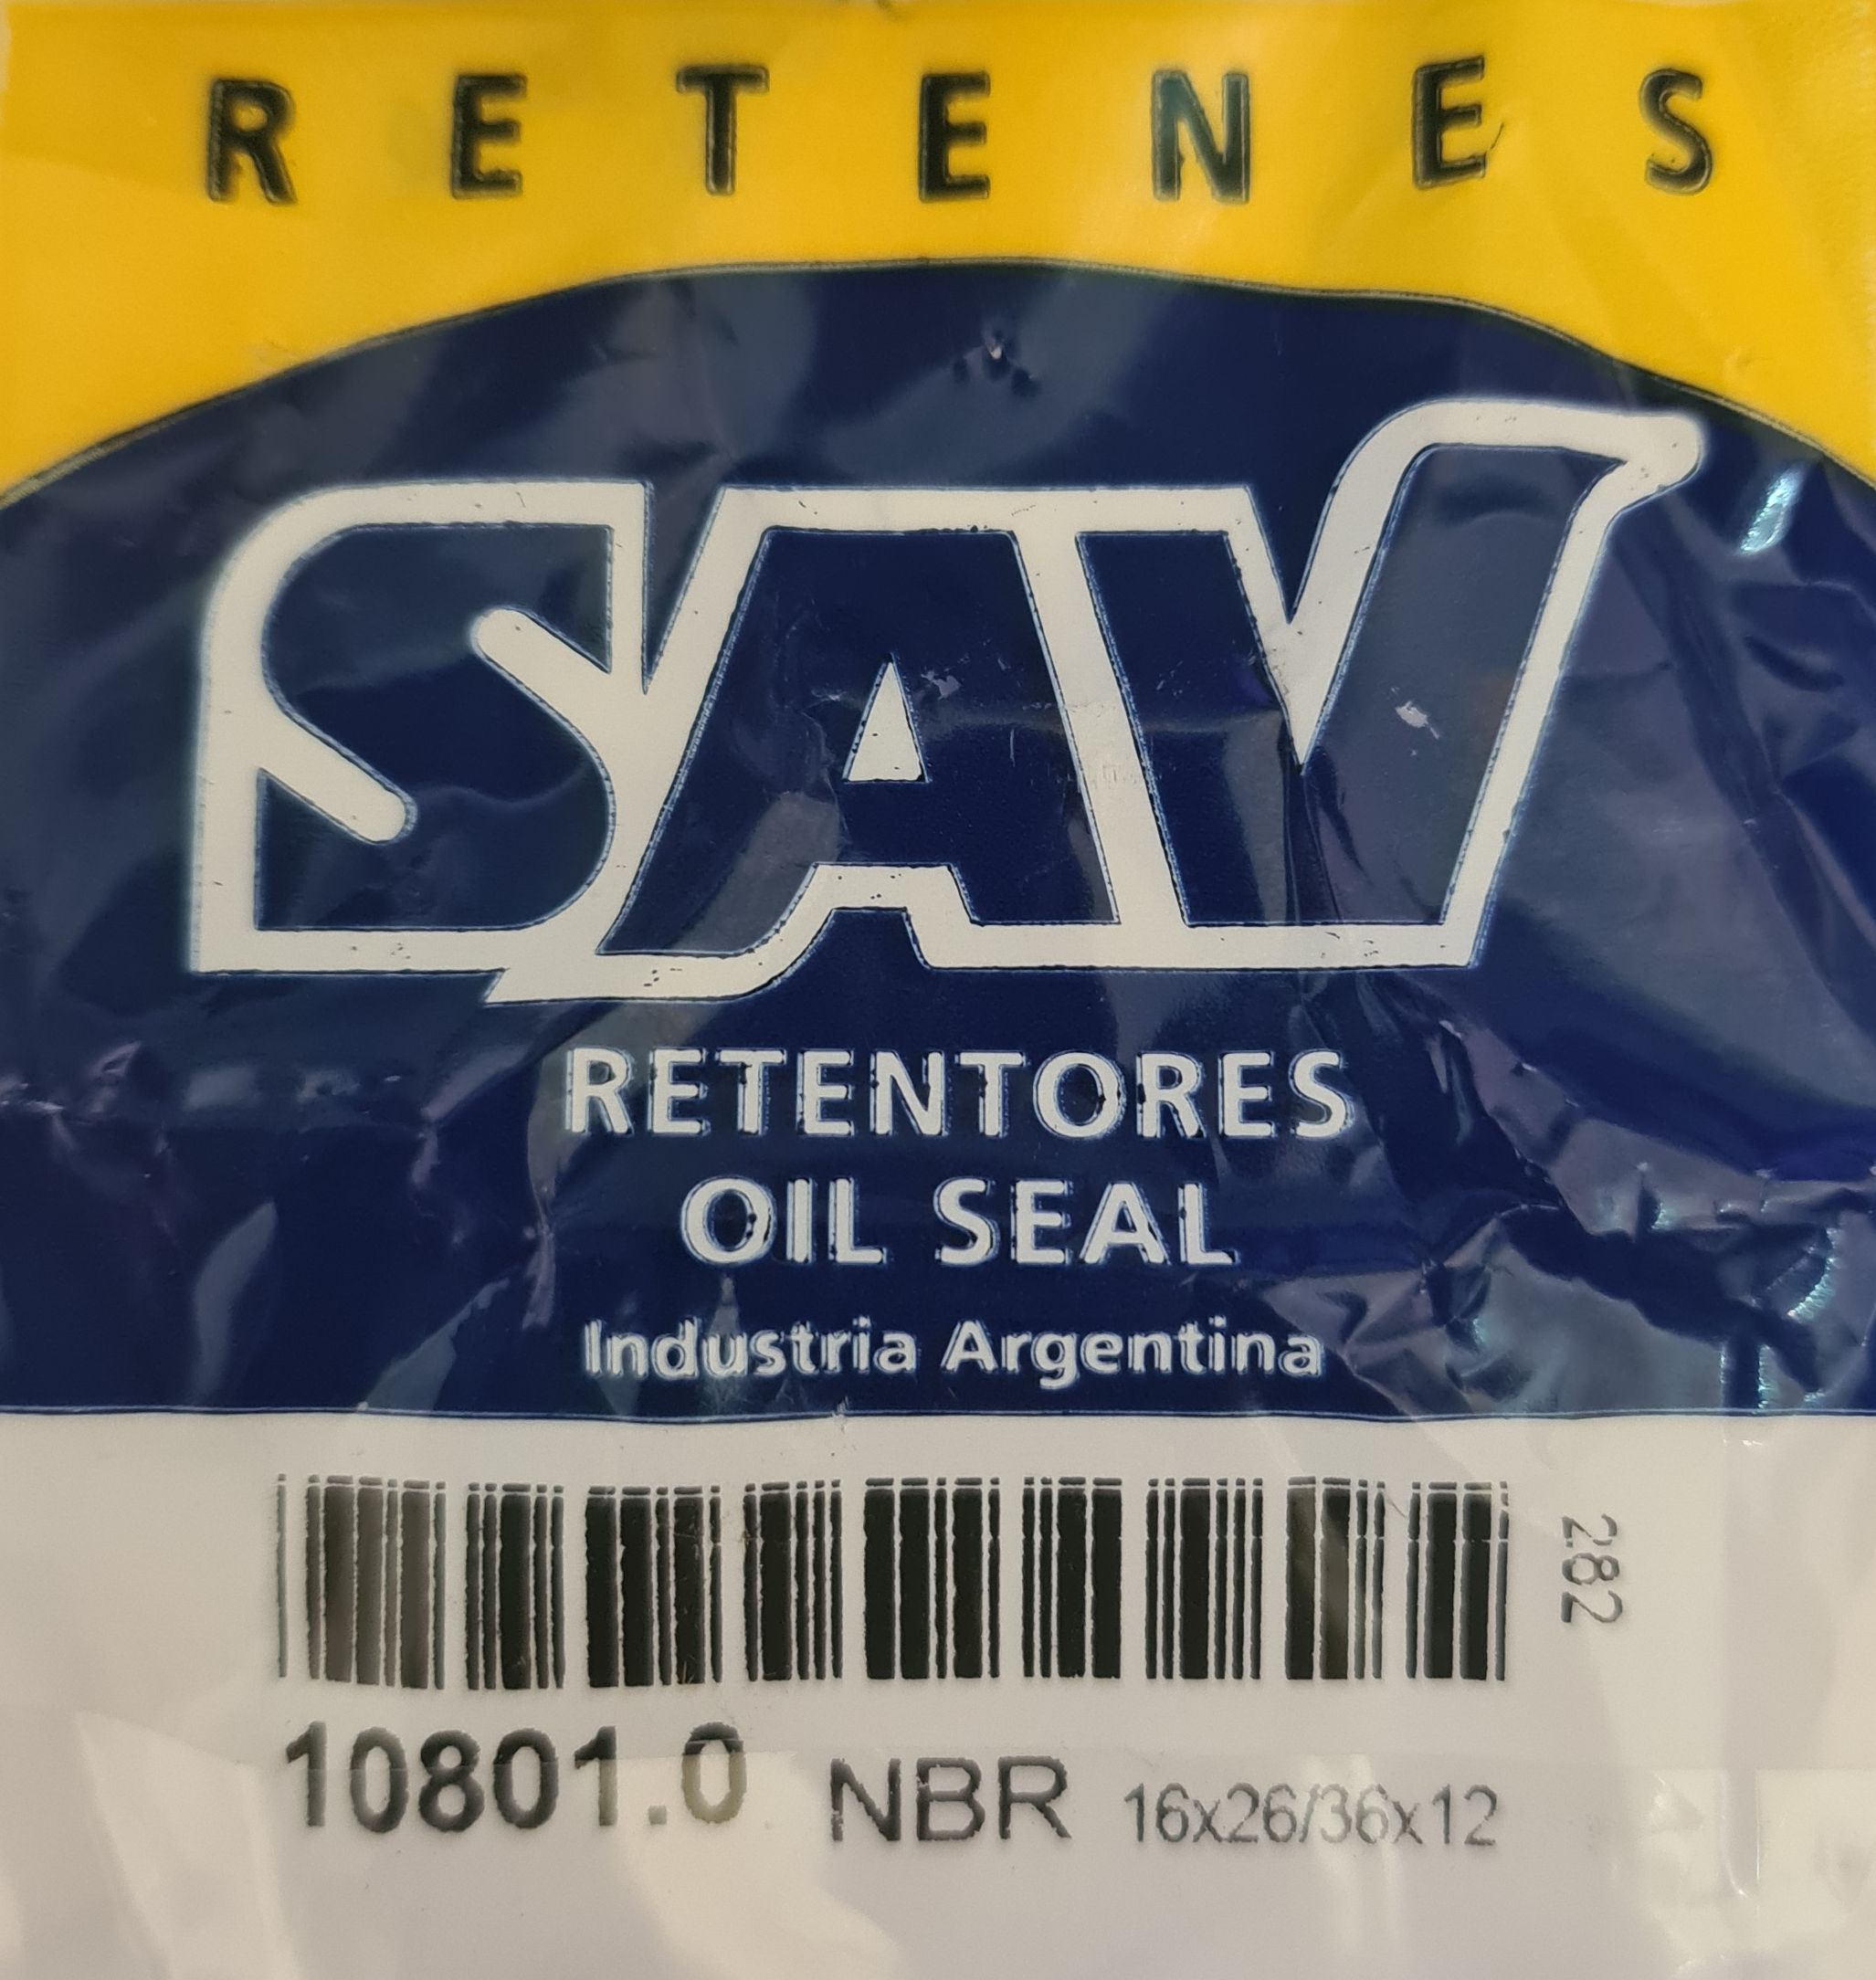 RETENES
SAV
RETENTORES
OIL SEAL
Industria Argentina
282
10801.0 NBR 16x26/36x12